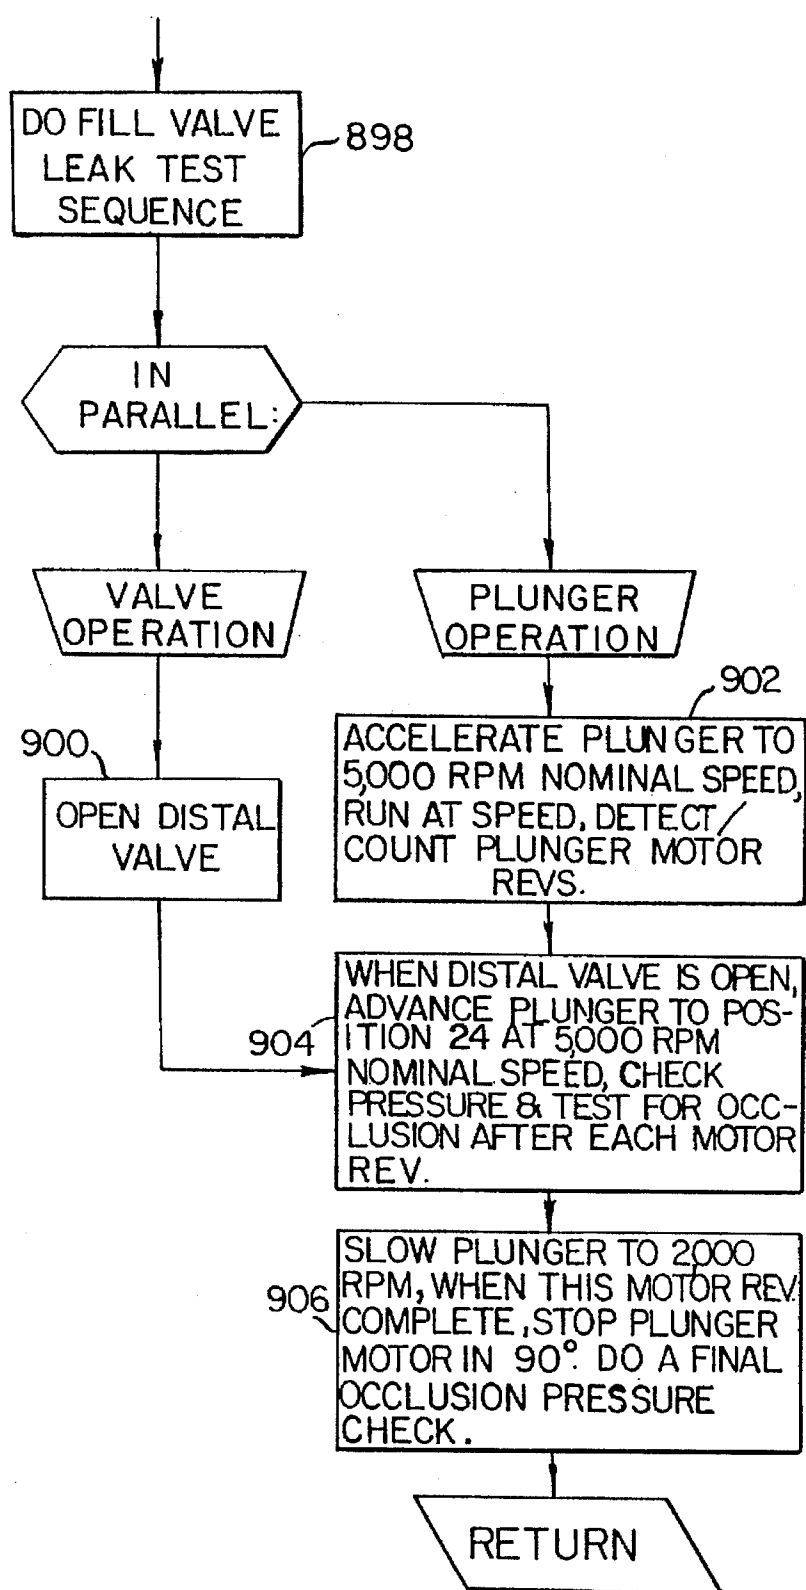 DO FILL VALVE
LEAK TEST
SEQUENCE
898
IN
PARALLEL:
VALVE
OPERATION
PLUNGER
OPERATION
902
ACCELERATE PLUNGER TO
5,000 RPM NOMINAL SPEED,
RUN AT SPEED, DETECT/
COUNT PLUNGER MOTOR
REVS.
900
OPEN DISTAL
VALVE
904
WHEN DISTAL VALVE IS OPEN,
ADVANCE PLUNGER TO POS-
ITION 24 AT 5,000 RPM
NOMINAL SPEED, CHECK
PRESSURE & TEST FOR OCC-
LUSION AFTER EACH MOTOR
REV.
906
SLOW PLUNGER TO 2,000
RPM, WHEN THIS MOTOR REV.
COMPLETE, STOP PLUNGER
MOTOR IN 90°. DO A FINAL
OCCLUSION PRESSURE
CHECK.
RETURN